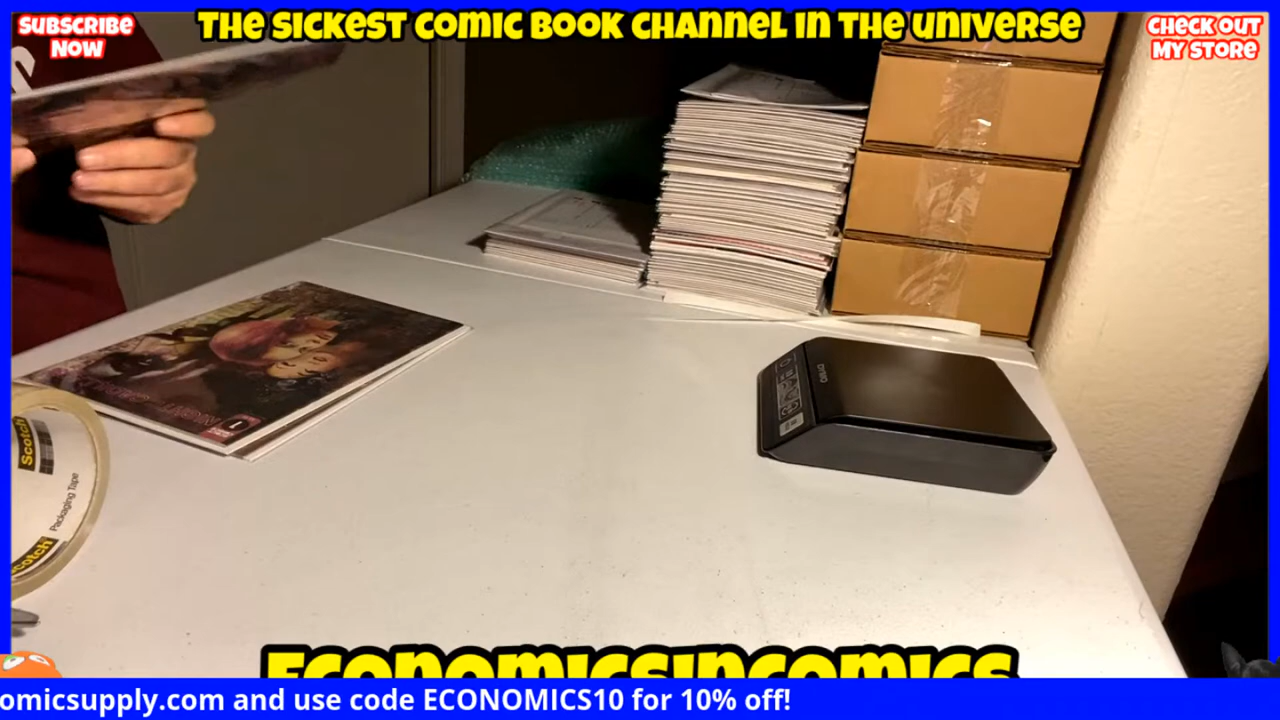 SUBSCRIBE
NOW
THE SICKEST COMIC BOOK CHANNEL IN THE UNIVERSE
CHECK OUT
MY STORE
Scotch
Packaging Tape
Scotch
ECONOMICSINCOMICS
omicsupply.com and use code ECONOMICS10 for 10% off!